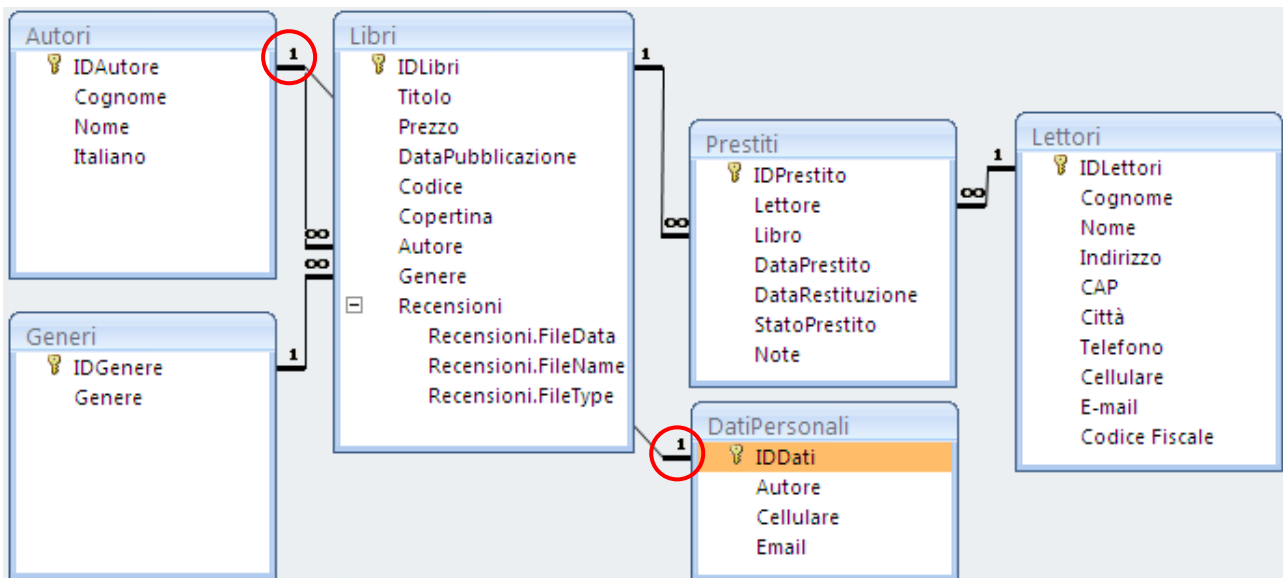 Autori
IDAutore
Cognome
Nome
Italiano
1
Libri
IDLibri
Titolo
Prezzo
DataPubblicazione
Codice
Copertina
Autore
Genere
Recensioni
Recensioni.FileData
Recensioni.FileName
Recensioni.FileType
1
∞
∞
Generi
IDGenere
Genere
1
Prestiti
IDPrestito
Lettore
Libro
DataPrestito
DataRestituzione
StatoPrestito
Note
∞
∞
1
Lettori
IDLettori
Cognome
Nome
Indirizzo
CAP
Città
Telefono
Cellulare
E-mail
Codice Fiscale
DatiPersonali
1
IDDati
Autore
Cellulare
Email